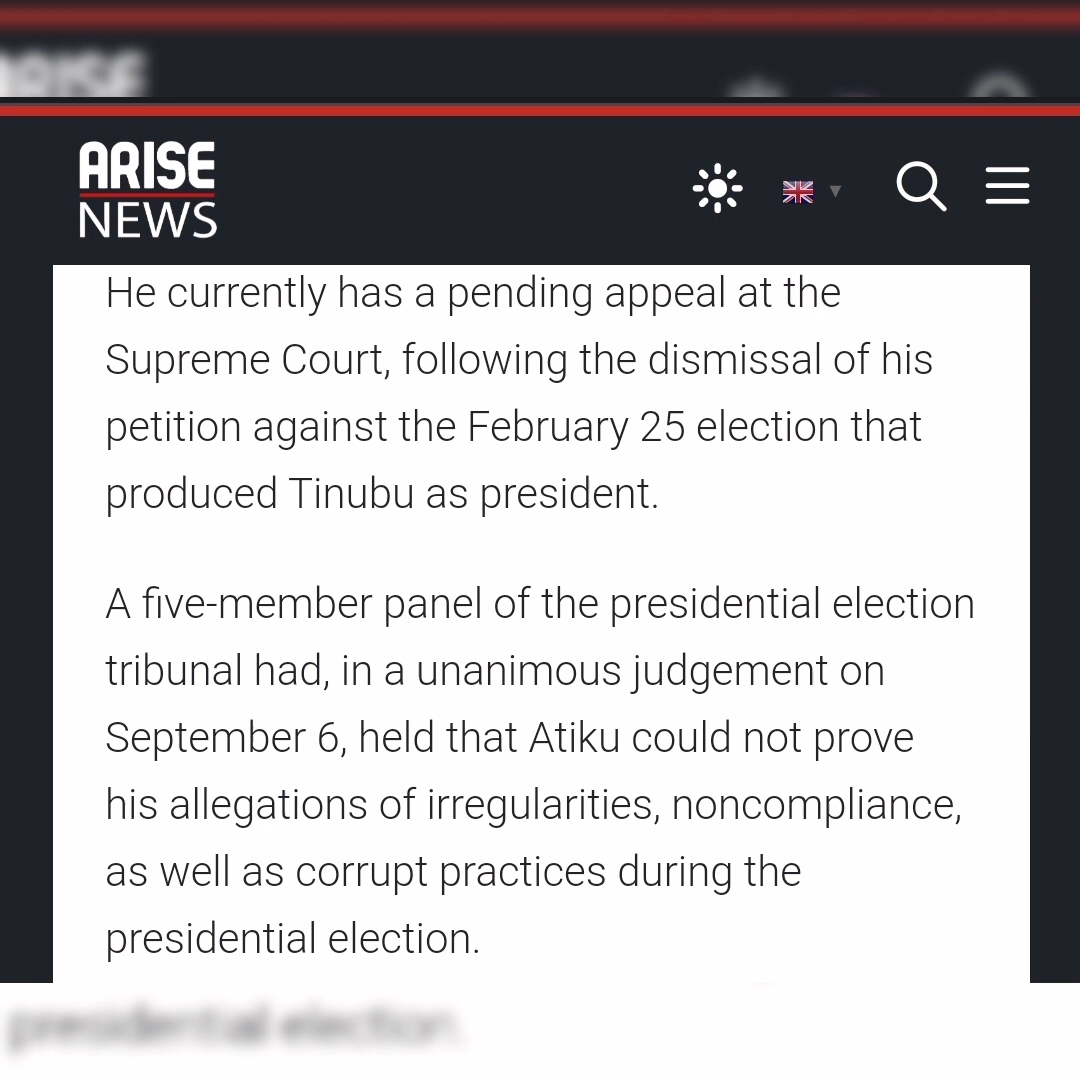 ARISE
ARISE
NEWS
He currently has a pending appeal at the
Supreme Court, following the dismissal of his
petition against the February 25 election that
produced Tinubu as president.
A five-member panel of the presidential election
tribunal had, in a unanimous judgement on
September 6, held that Atiku could not prove
his allegations of irregularities, noncompliance,
as well as corrupt practices during the
presidential election.
presidential election.